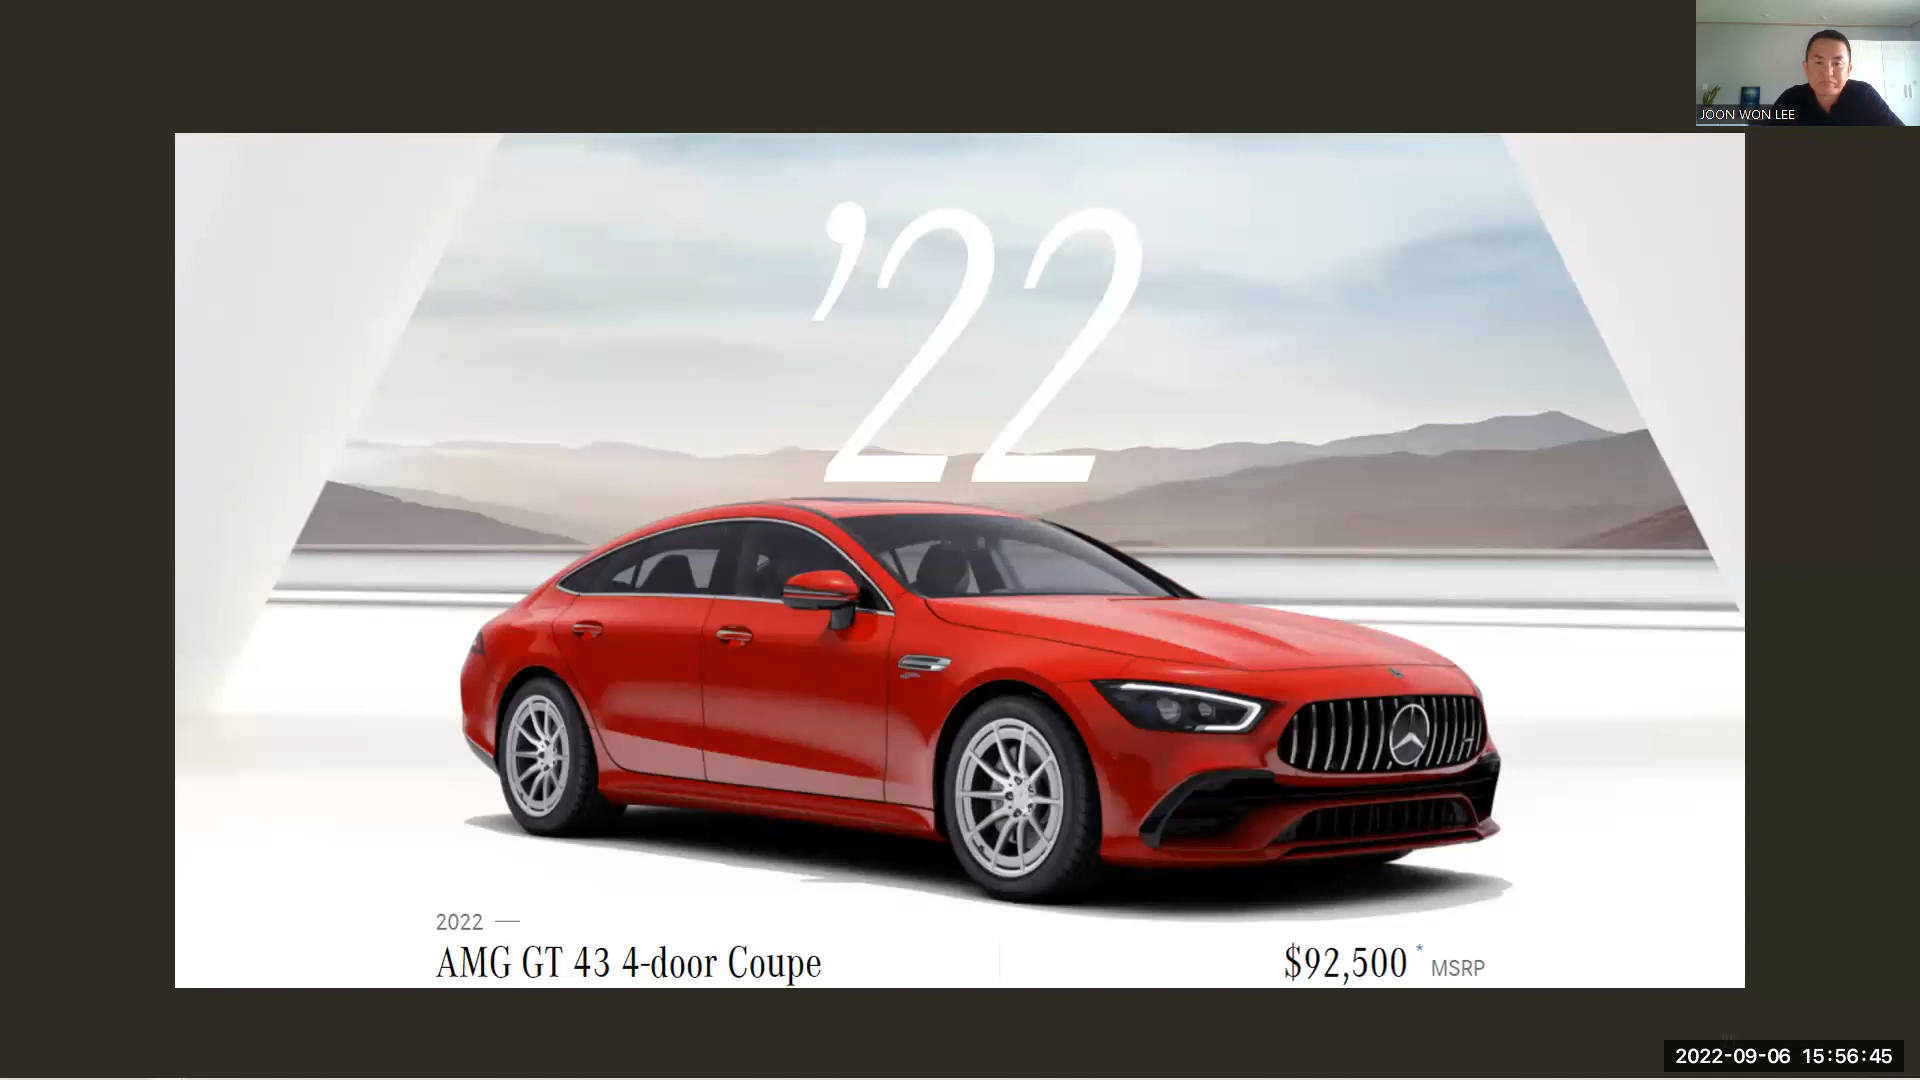 JOON WON LEE
'22
2022
AMG GT 43 4-door Coupe
$92,500 * MSRP
2022-09-06 15:56:45